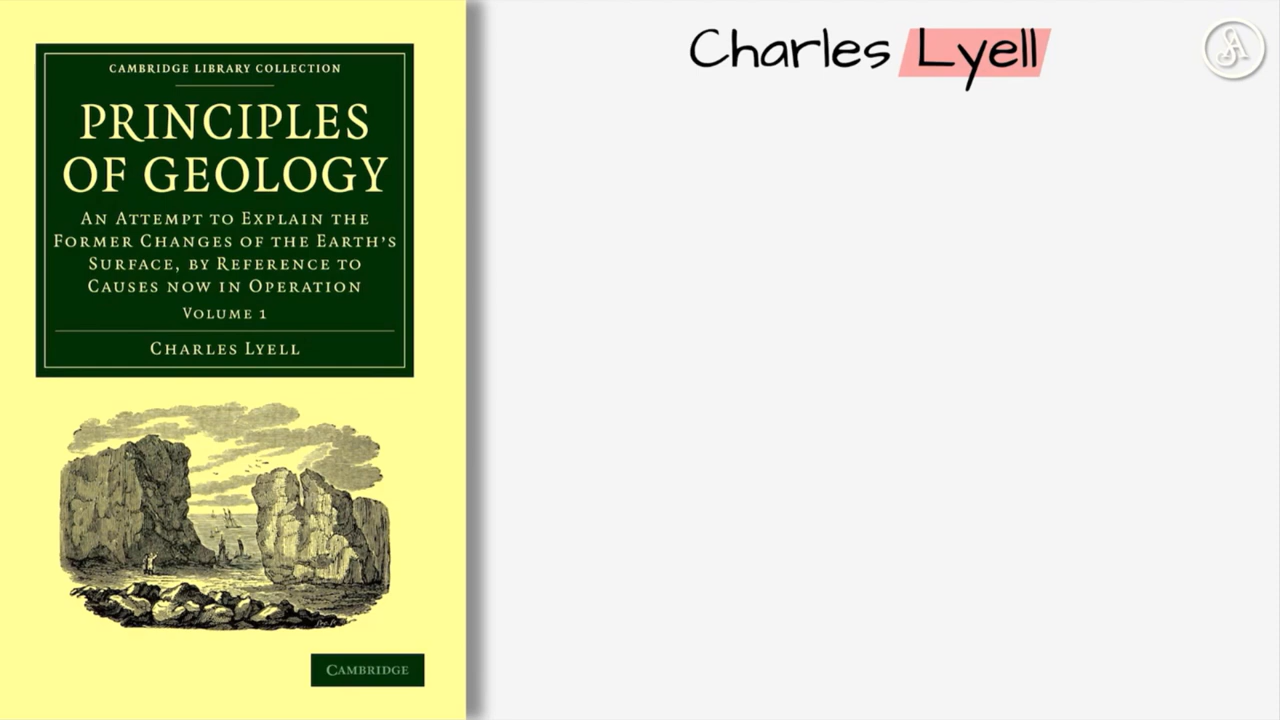 CAMBRIDGE LIBRARY COLLECTION
PRINCIPLES
OF GEOLOGY
AN ATTEMPT TO EXPLAIN THE
FORMER CHANGES OF THE EARTH'S
SURFACE, BY REFERENCE TO
CAUSES NOW IN OPERATION
VOLUME 1
CHARLES LYELL
CAMBRIDGE
Charles Lyell